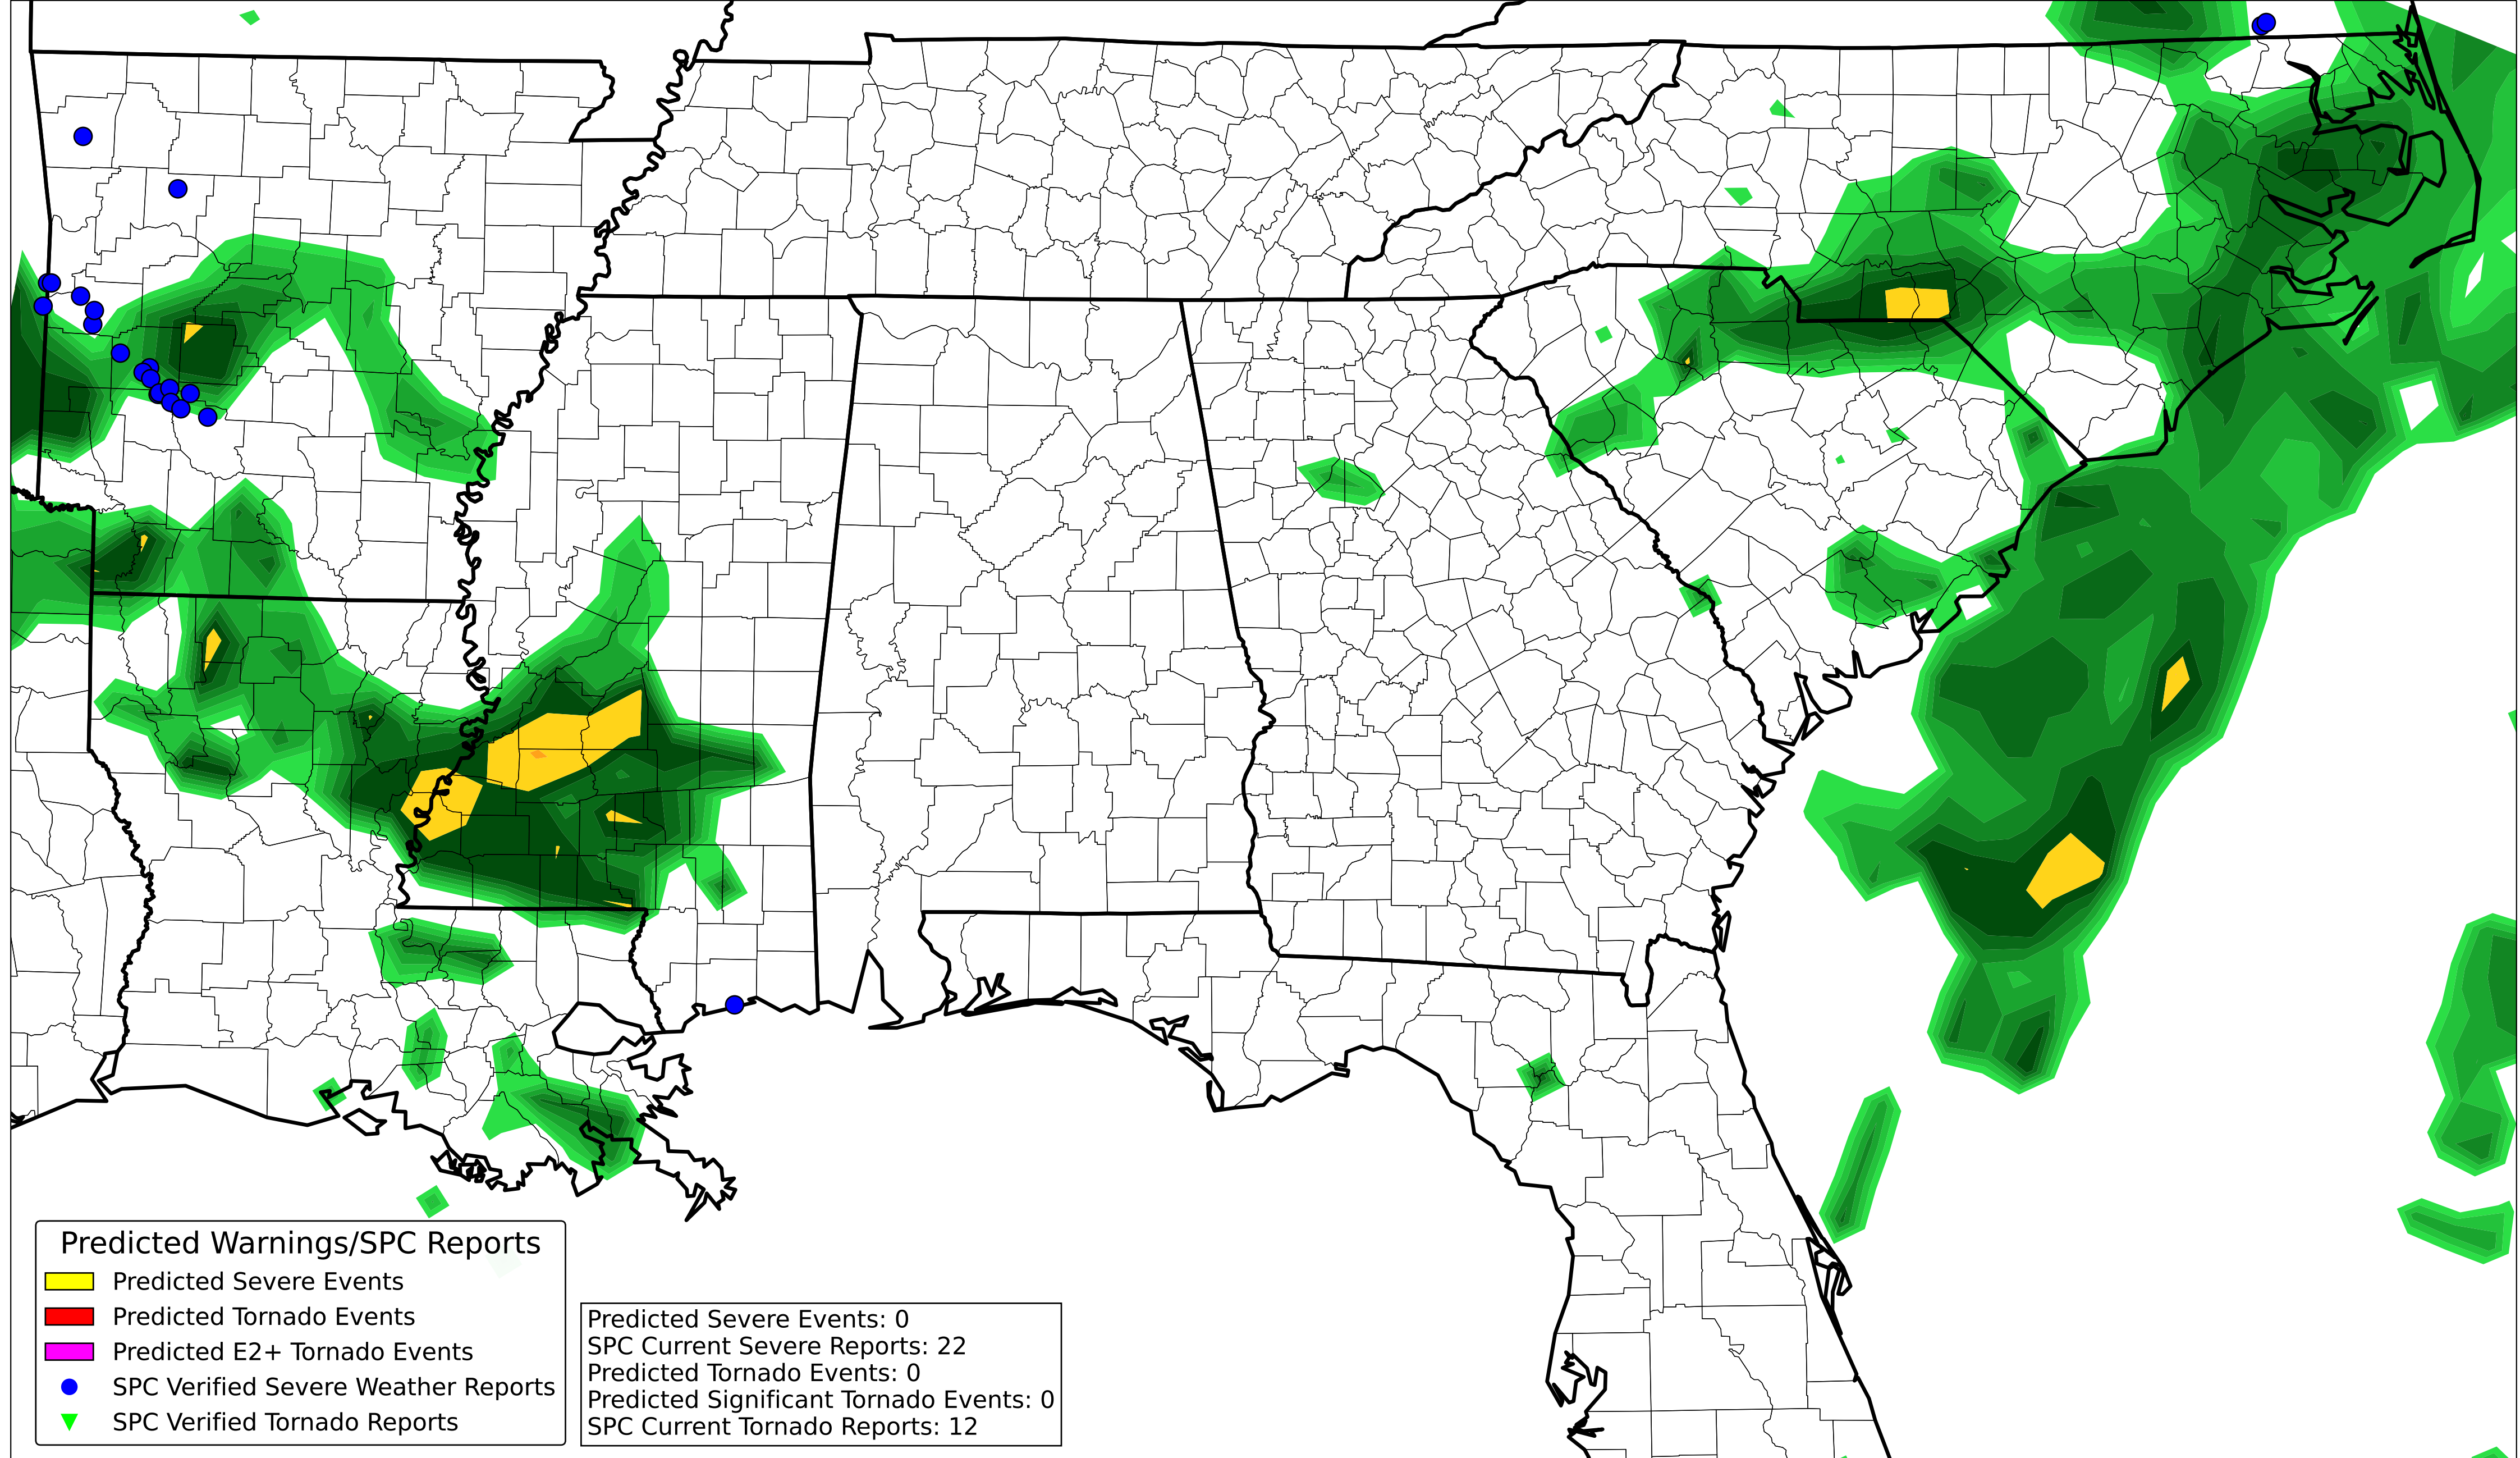 Predicted Warnings/SPC Reports
Predicted Severe Events
Predicted Tornado Events
Predicted E2+ Tornado Events
SPC Verified Severe Weather Reports
SPC Verified Tornado Reports
Predicted Severe Events: 0
SPC Current Severe Reports: 22
Predicted Tornado Events: 0
Predicted Significant Tornado Events: 0
SPC Current Tornado Reports: 12